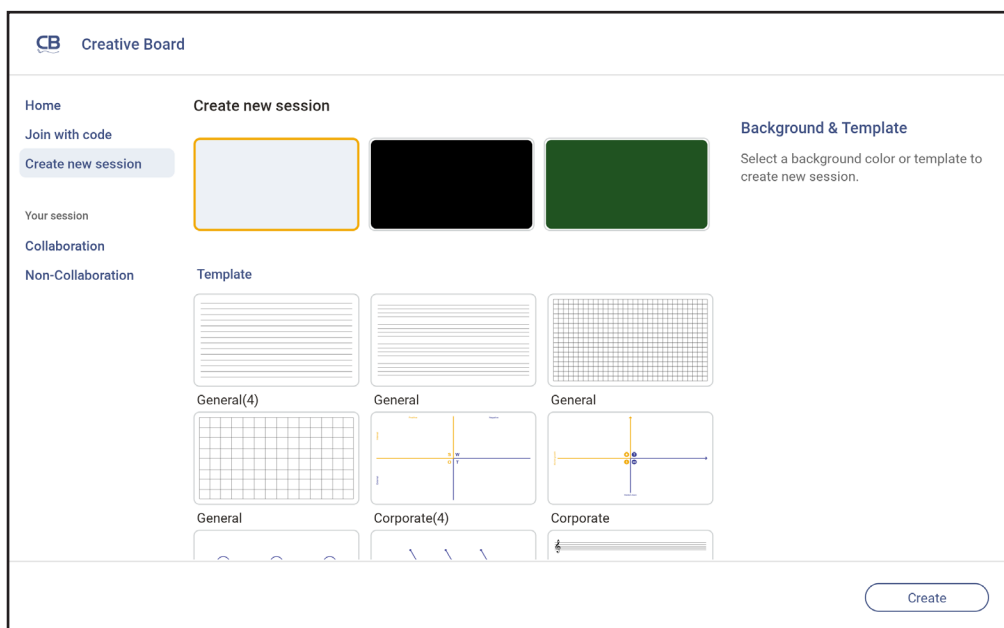 CB
Creative Board
Home
Join with code
Create new session
Your session
Collaboration
Non-Collaboration
Create new session
Template
General(4)
General
General
General
S W
T
Corporate(4)
Corporate
Background & Template
Select a background color or template to
create new session.
Create